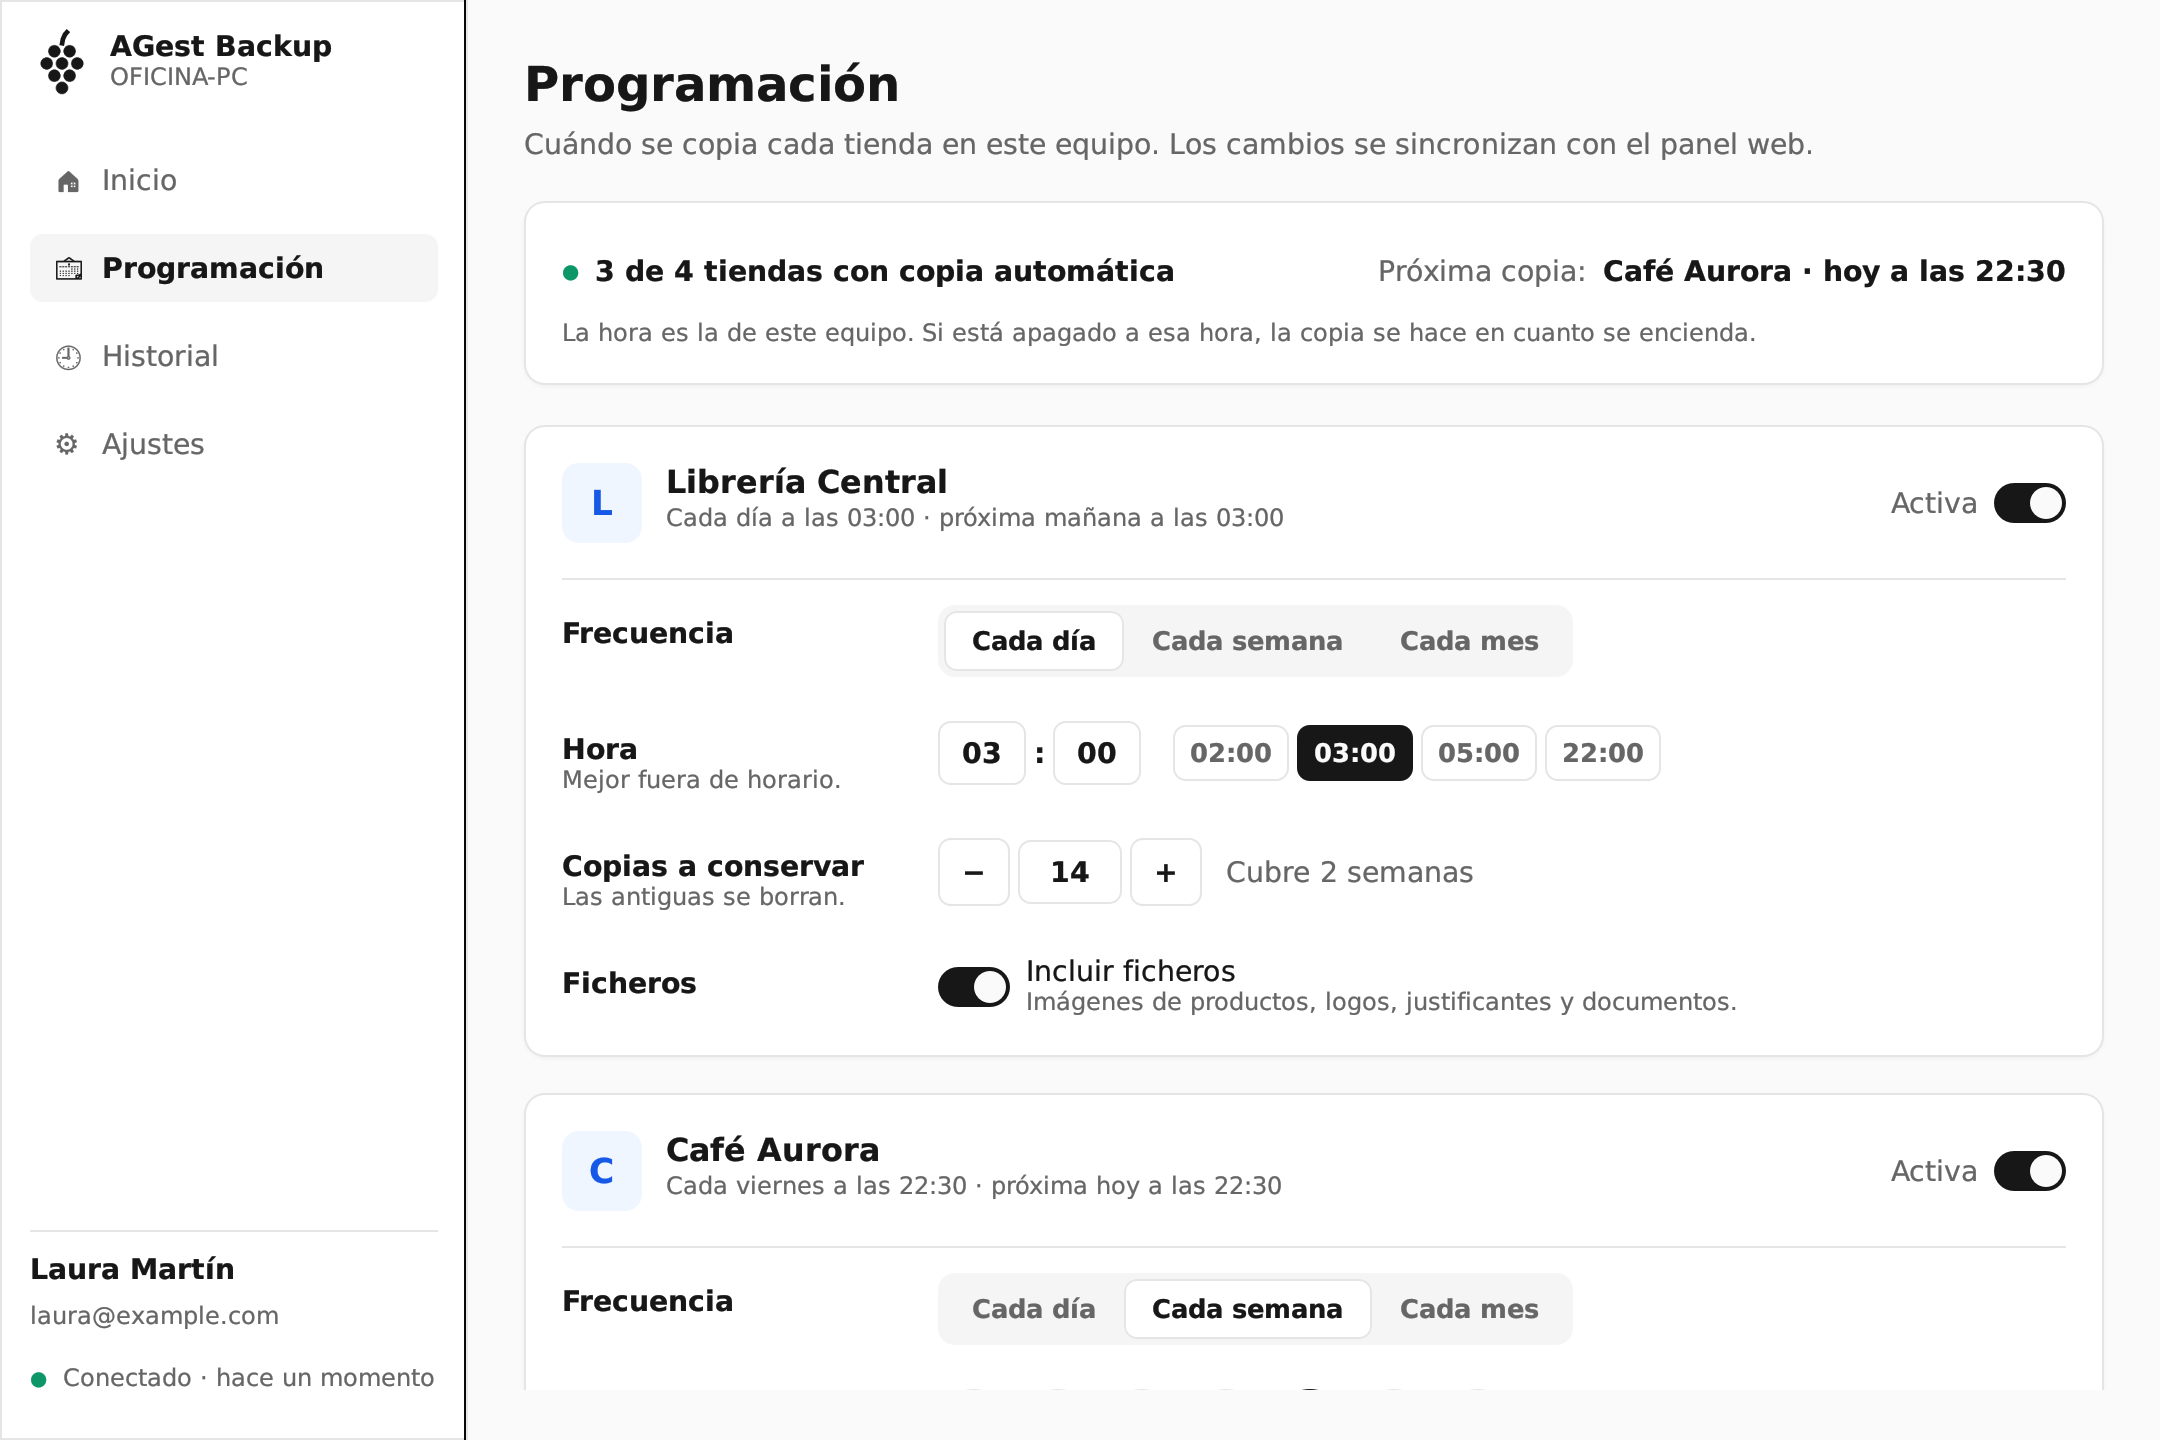 AGest Backup
OFICINA-PC
Inicio
Programación
Historial
Ajustes
Laura Martín
laura@example.com
Conectado · hace un momento
Programación
Cuándo se copia cada tienda en este equipo. Los cambios se sincronizan con el panel web.
3 de 4 tiendas con copia automática
Próxima copia: Café Aurora · hoy a las 22:30
La hora es la de este equipo. Si está apagado a esa hora, la copia se hace en cuanto se encienda.
L
Librería Central
Cada día a las 03:00 · próxima mañana a las 03:00
Activa
Frecuencia
Cada día Cada semana Cada mes
Hora
Mejor fuera de horario.
03 : 00 02:00 03:00 05:00 22:00
Copias a conservar
Las antiguas se borran.
− 14 + Cubre 2 semanas
Ficheros
Incluir ficheros
Imágenes de productos, logos, justificantes y documentos.
C
Café Aurora
Cada viernes a las 22:30 · próxima hoy a las 22:30
Activa
Frecuencia
Cada día Cada semana Cada mes